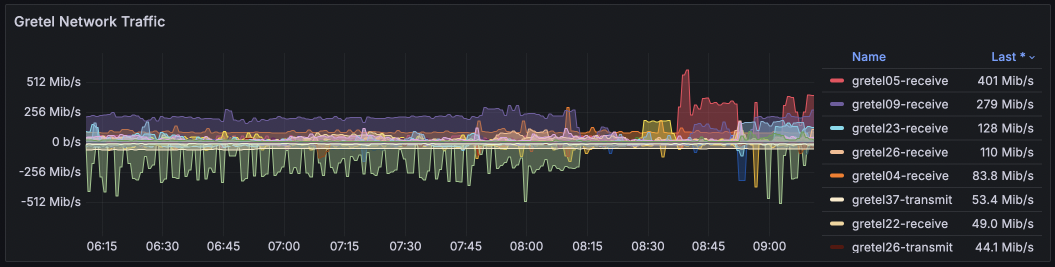 Gretel Network Traffic
Name Last *
512 Mib/s
256 Mib/s
0 b/s
-256 Mib/s
-512 Mib/s
06:15 06:30 06:45 07:00 07:15 07:30 07:45 08:00 08:15 08:30 08:45 09:00
gretel05-receive 401 Mib/s
gretel09-receive 279 Mib/s
gretel23-receive 128 Mib/s
gretel26-receive 110 Mib/s
gretel04-receive 83.8 Mib/s
gretel37-transmit 53.4 Mib/s
gretel22-receive 49.0 Mib/s
gretel26-transmit 44.1 Mib/s